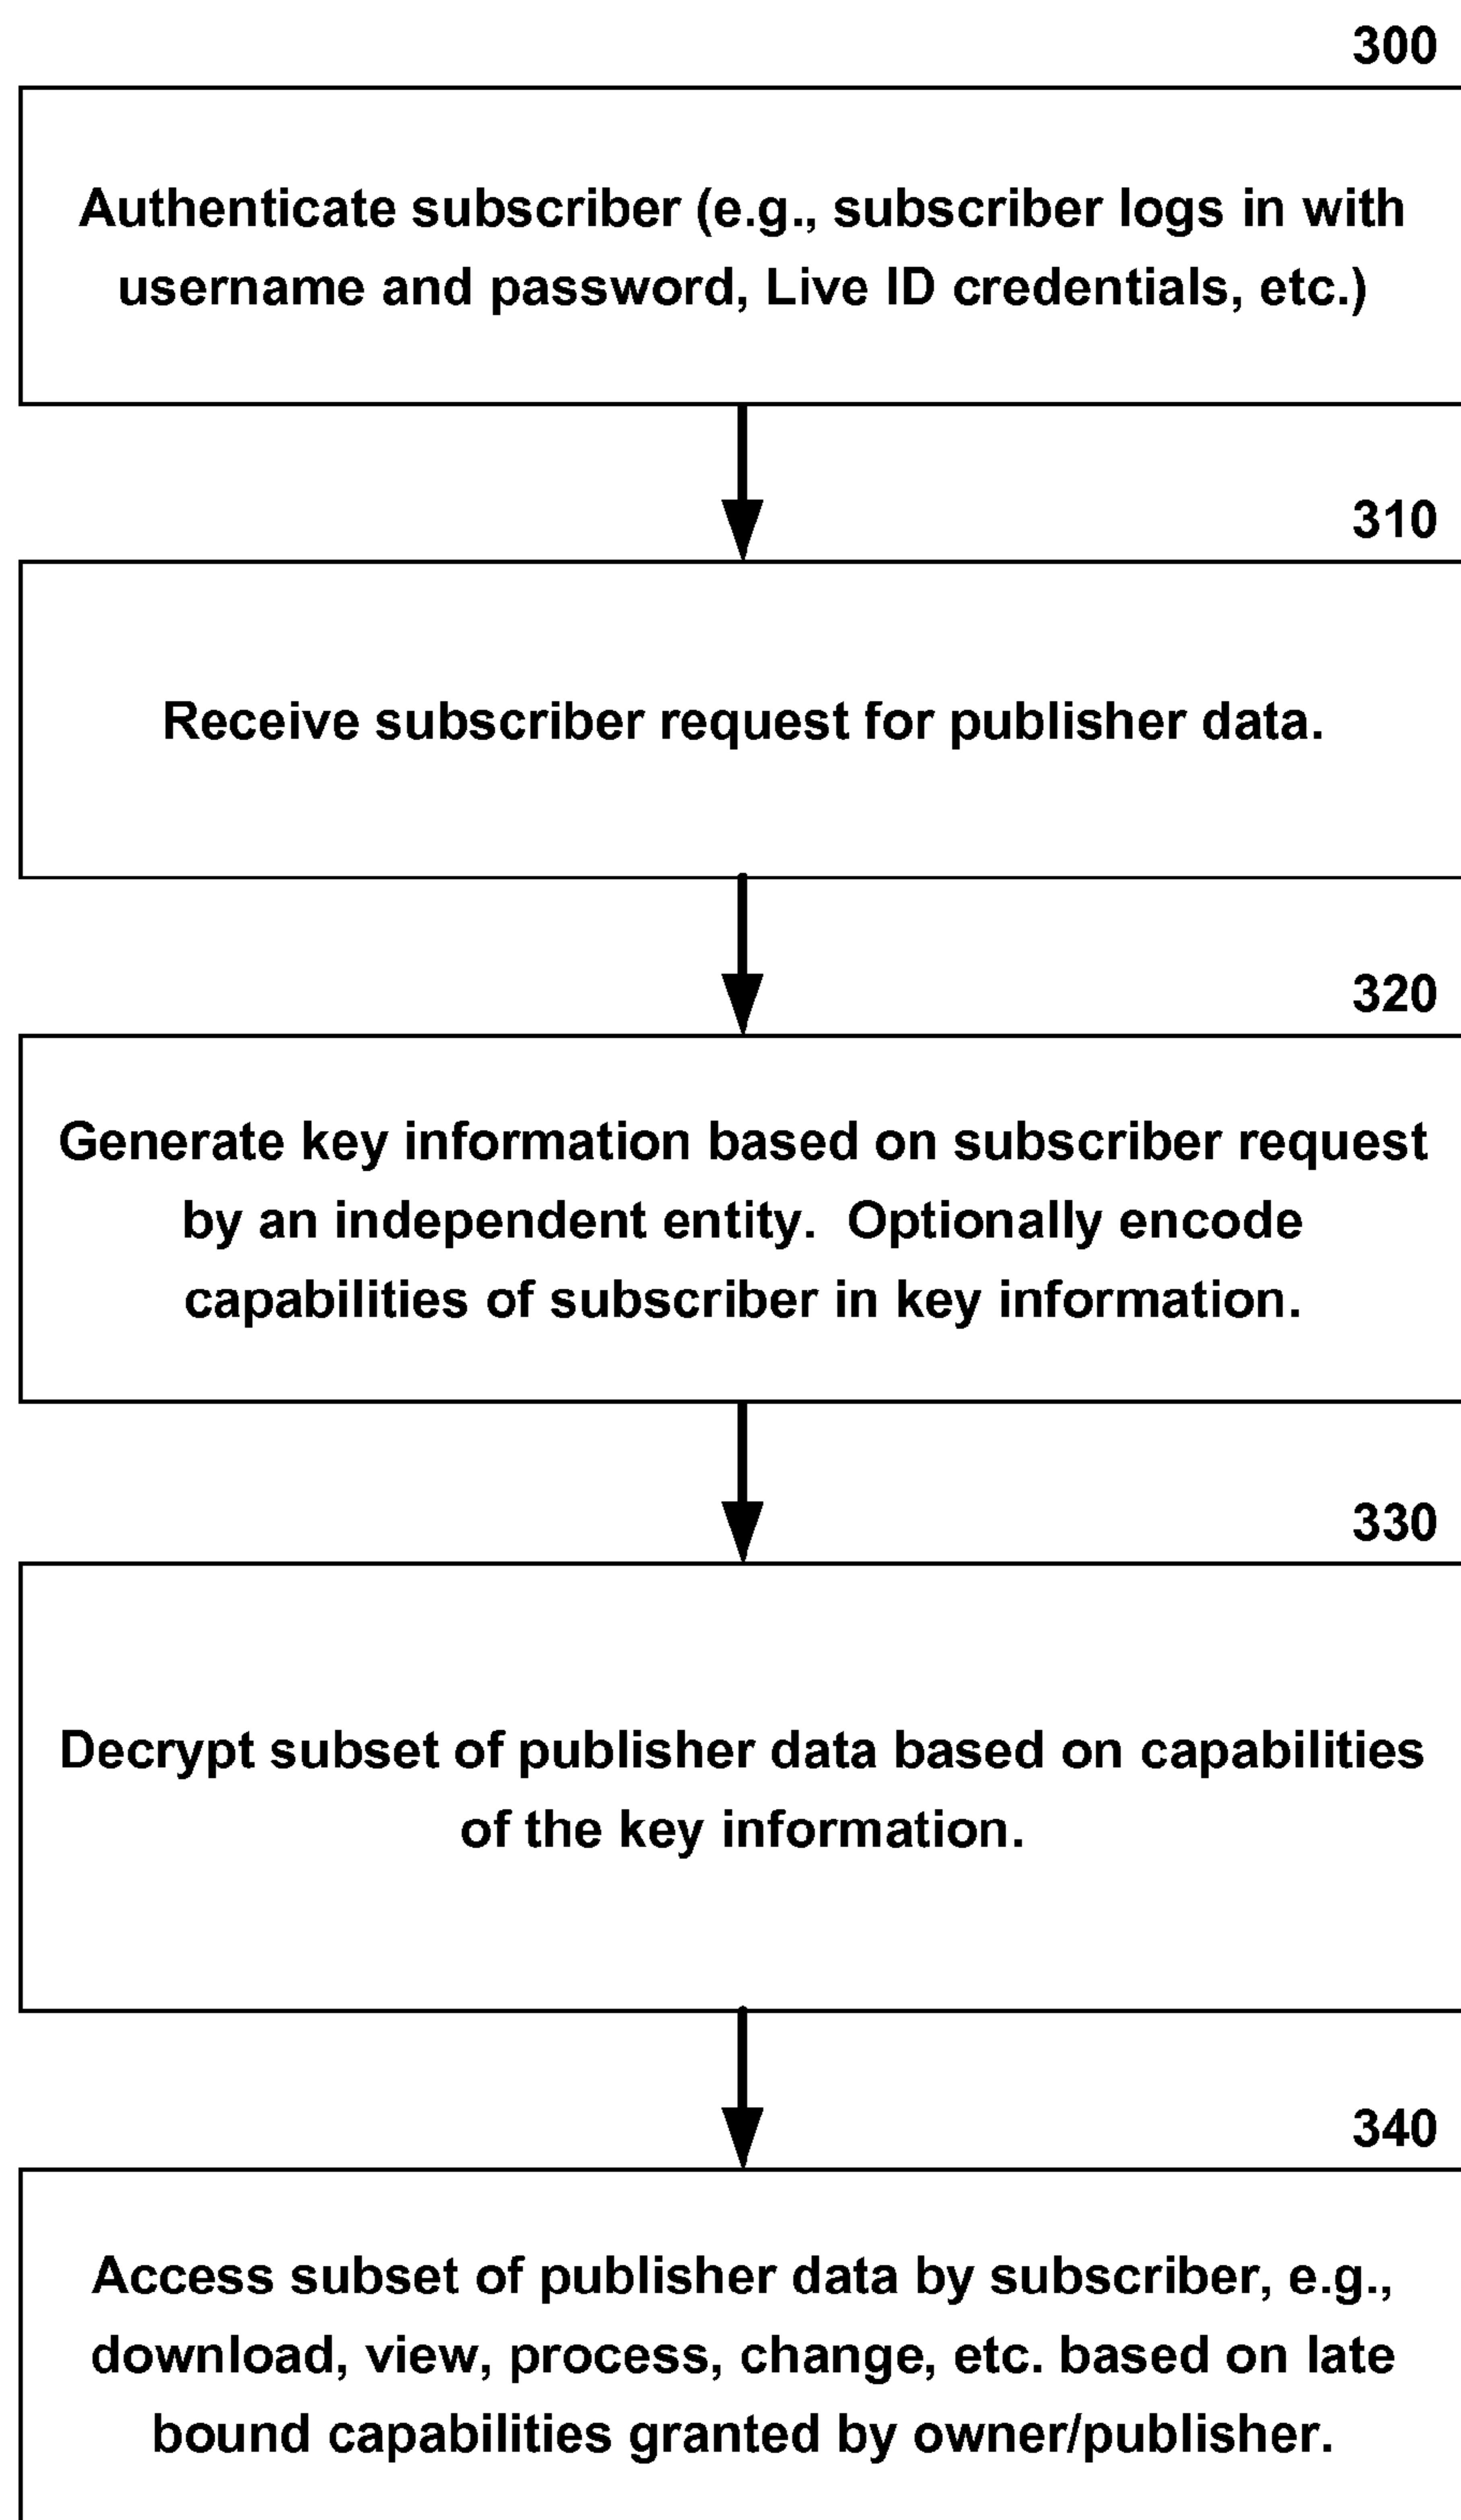 300
Authenticate subscriber (e.g., subscriber logs in with
username and password, Live ID credentials, etc.)
310
Receive subscriber request for publisher data.
320
Generate key information based on subscriber request
by an independent entity.  Optionally encode
capabilities of subscriber in key information.
330
Decrypt subset of publisher data based on capabilities
of the key information.
340
Access subset of publisher data by subscriber, e.g.,
download, view, process, change, etc. based on late
bound capabilities granted by owner/publisher.